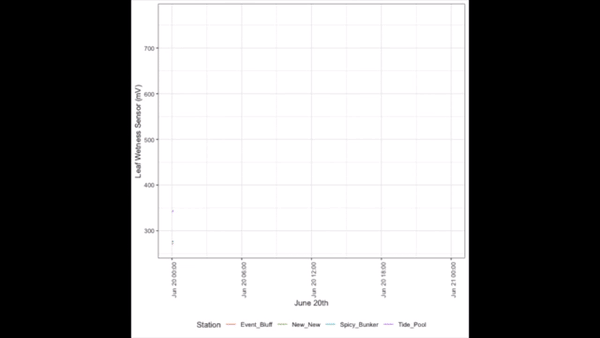 700
600
500
400
300
Leaf Wetness Sensor (mV)
Jun 20 00:00
Jun 20 06:00
Jun 20 12:00
Jun 20 18:00
Jun 21 00:00
June 20th
Station Event_Bluff New_New Spicy_Bunker Tide_Pool